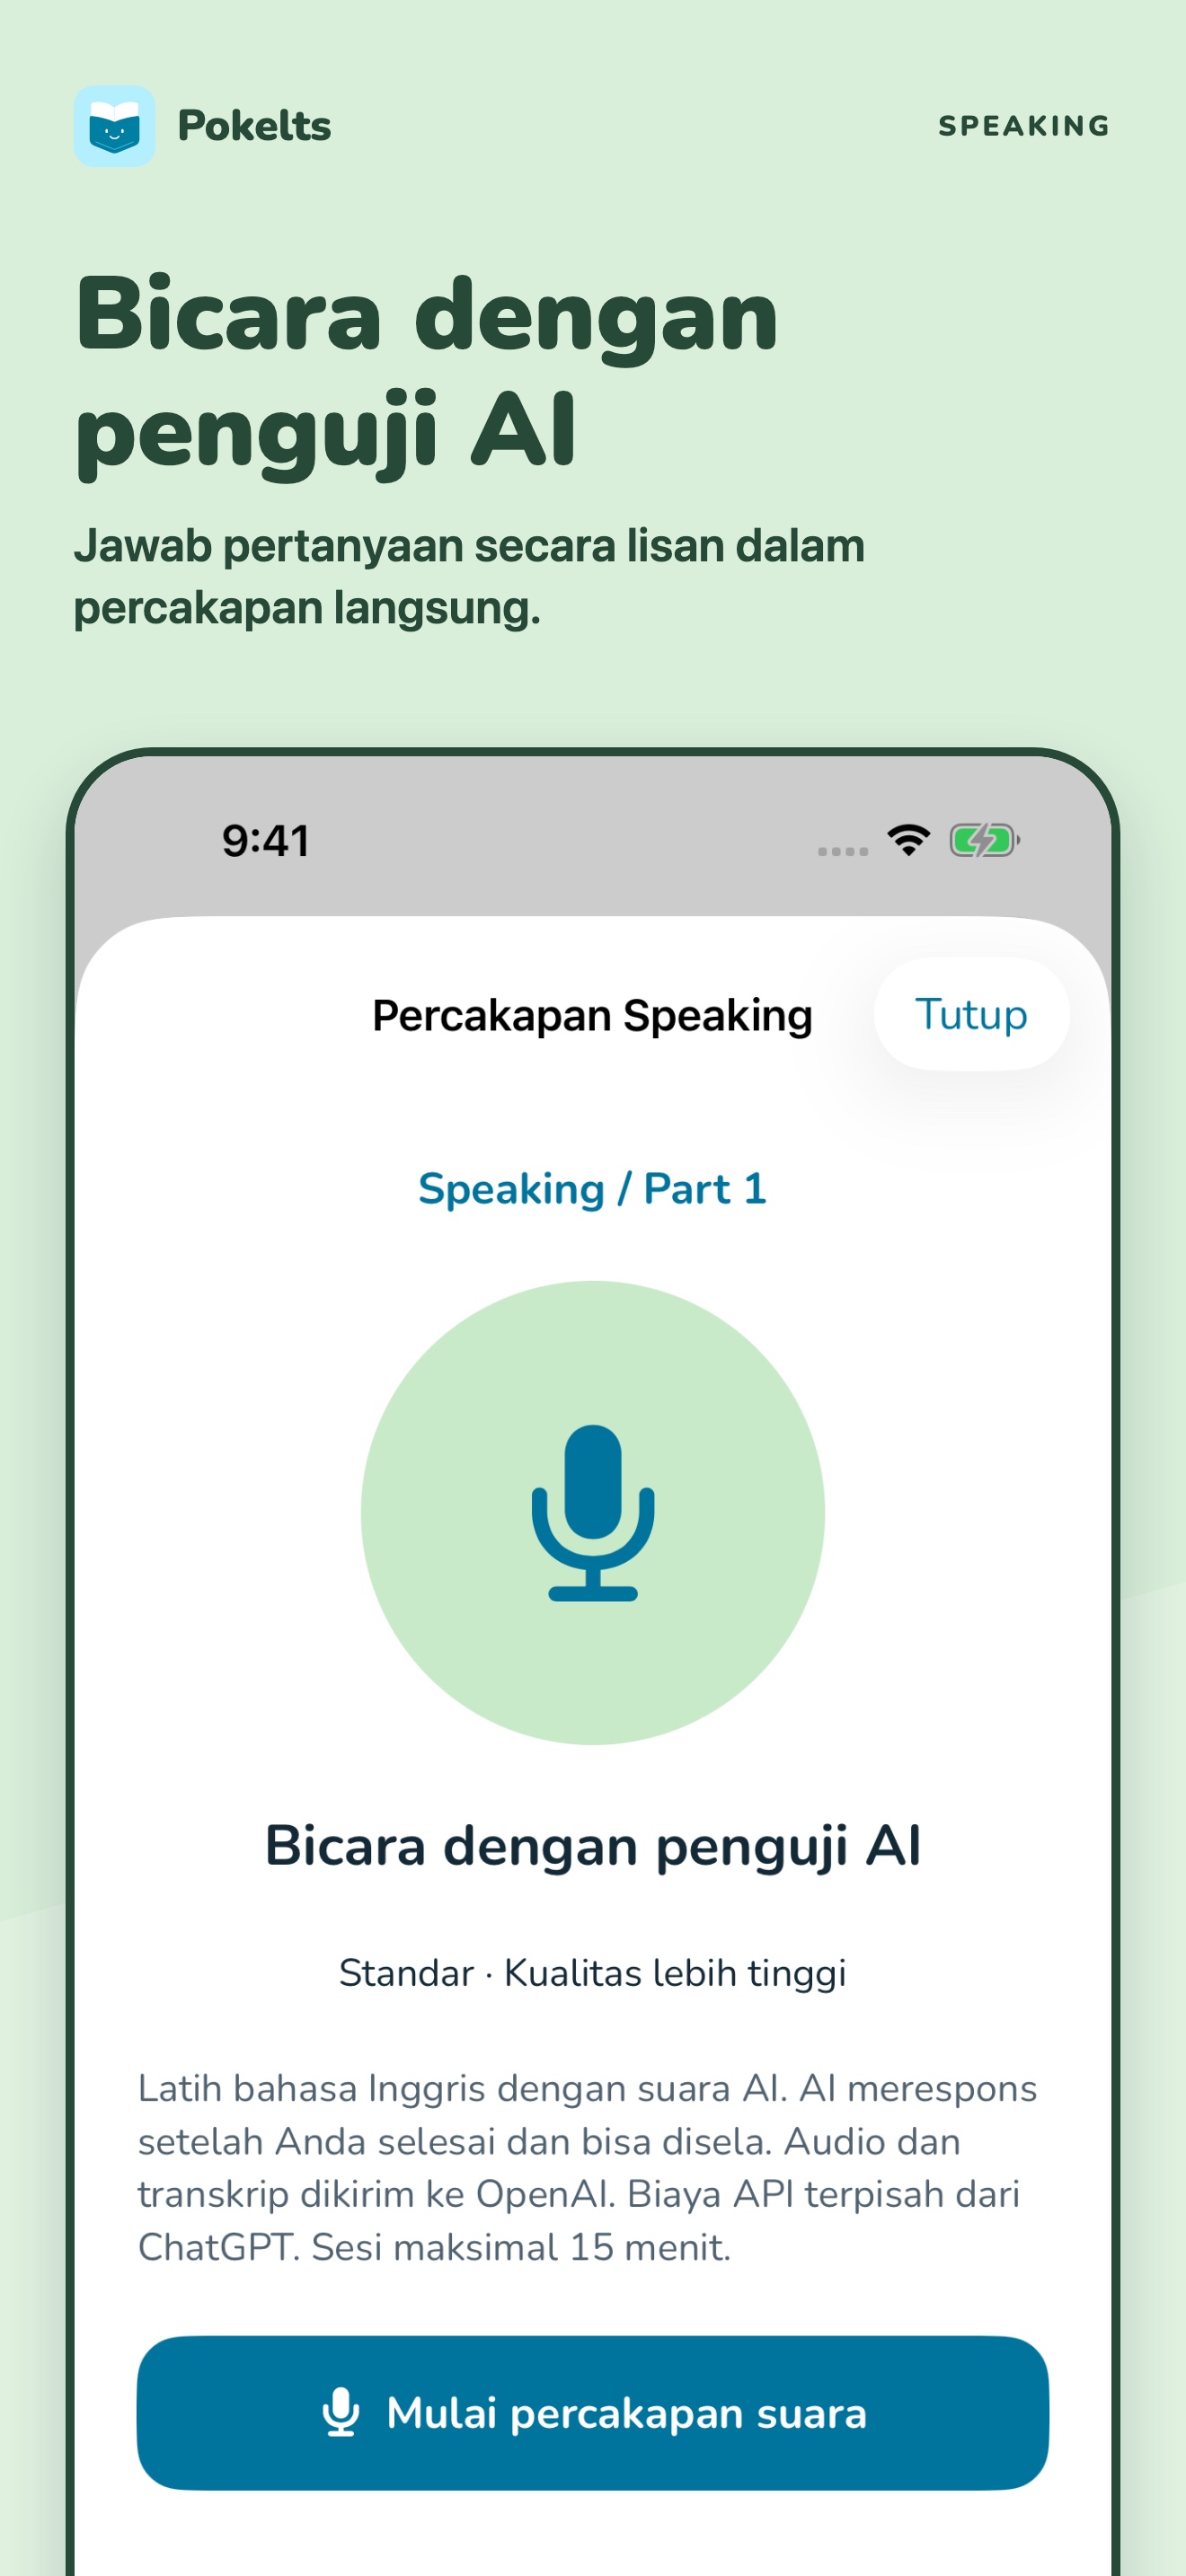 Pokelts
SPEAKING
Bicara dengan
penguji AI
Jawab pertanyaan secara lisan dalam
percakapan langsung.
9:41
Percakapan Speaking
Tutup
Speaking / Part 1
Bicara dengan penguji AI
Standar · Kualitas lebih tinggi
Latih bahasa Inggris dengan suara AI. AI merespons
setelah Anda selesai dan bisa disela. Audio dan
transkrip dikirim ke OpenAI. Biaya API terpisah dari
ChatGPT. Sesi maksimal 15 menit.
Mulai percakapan suara